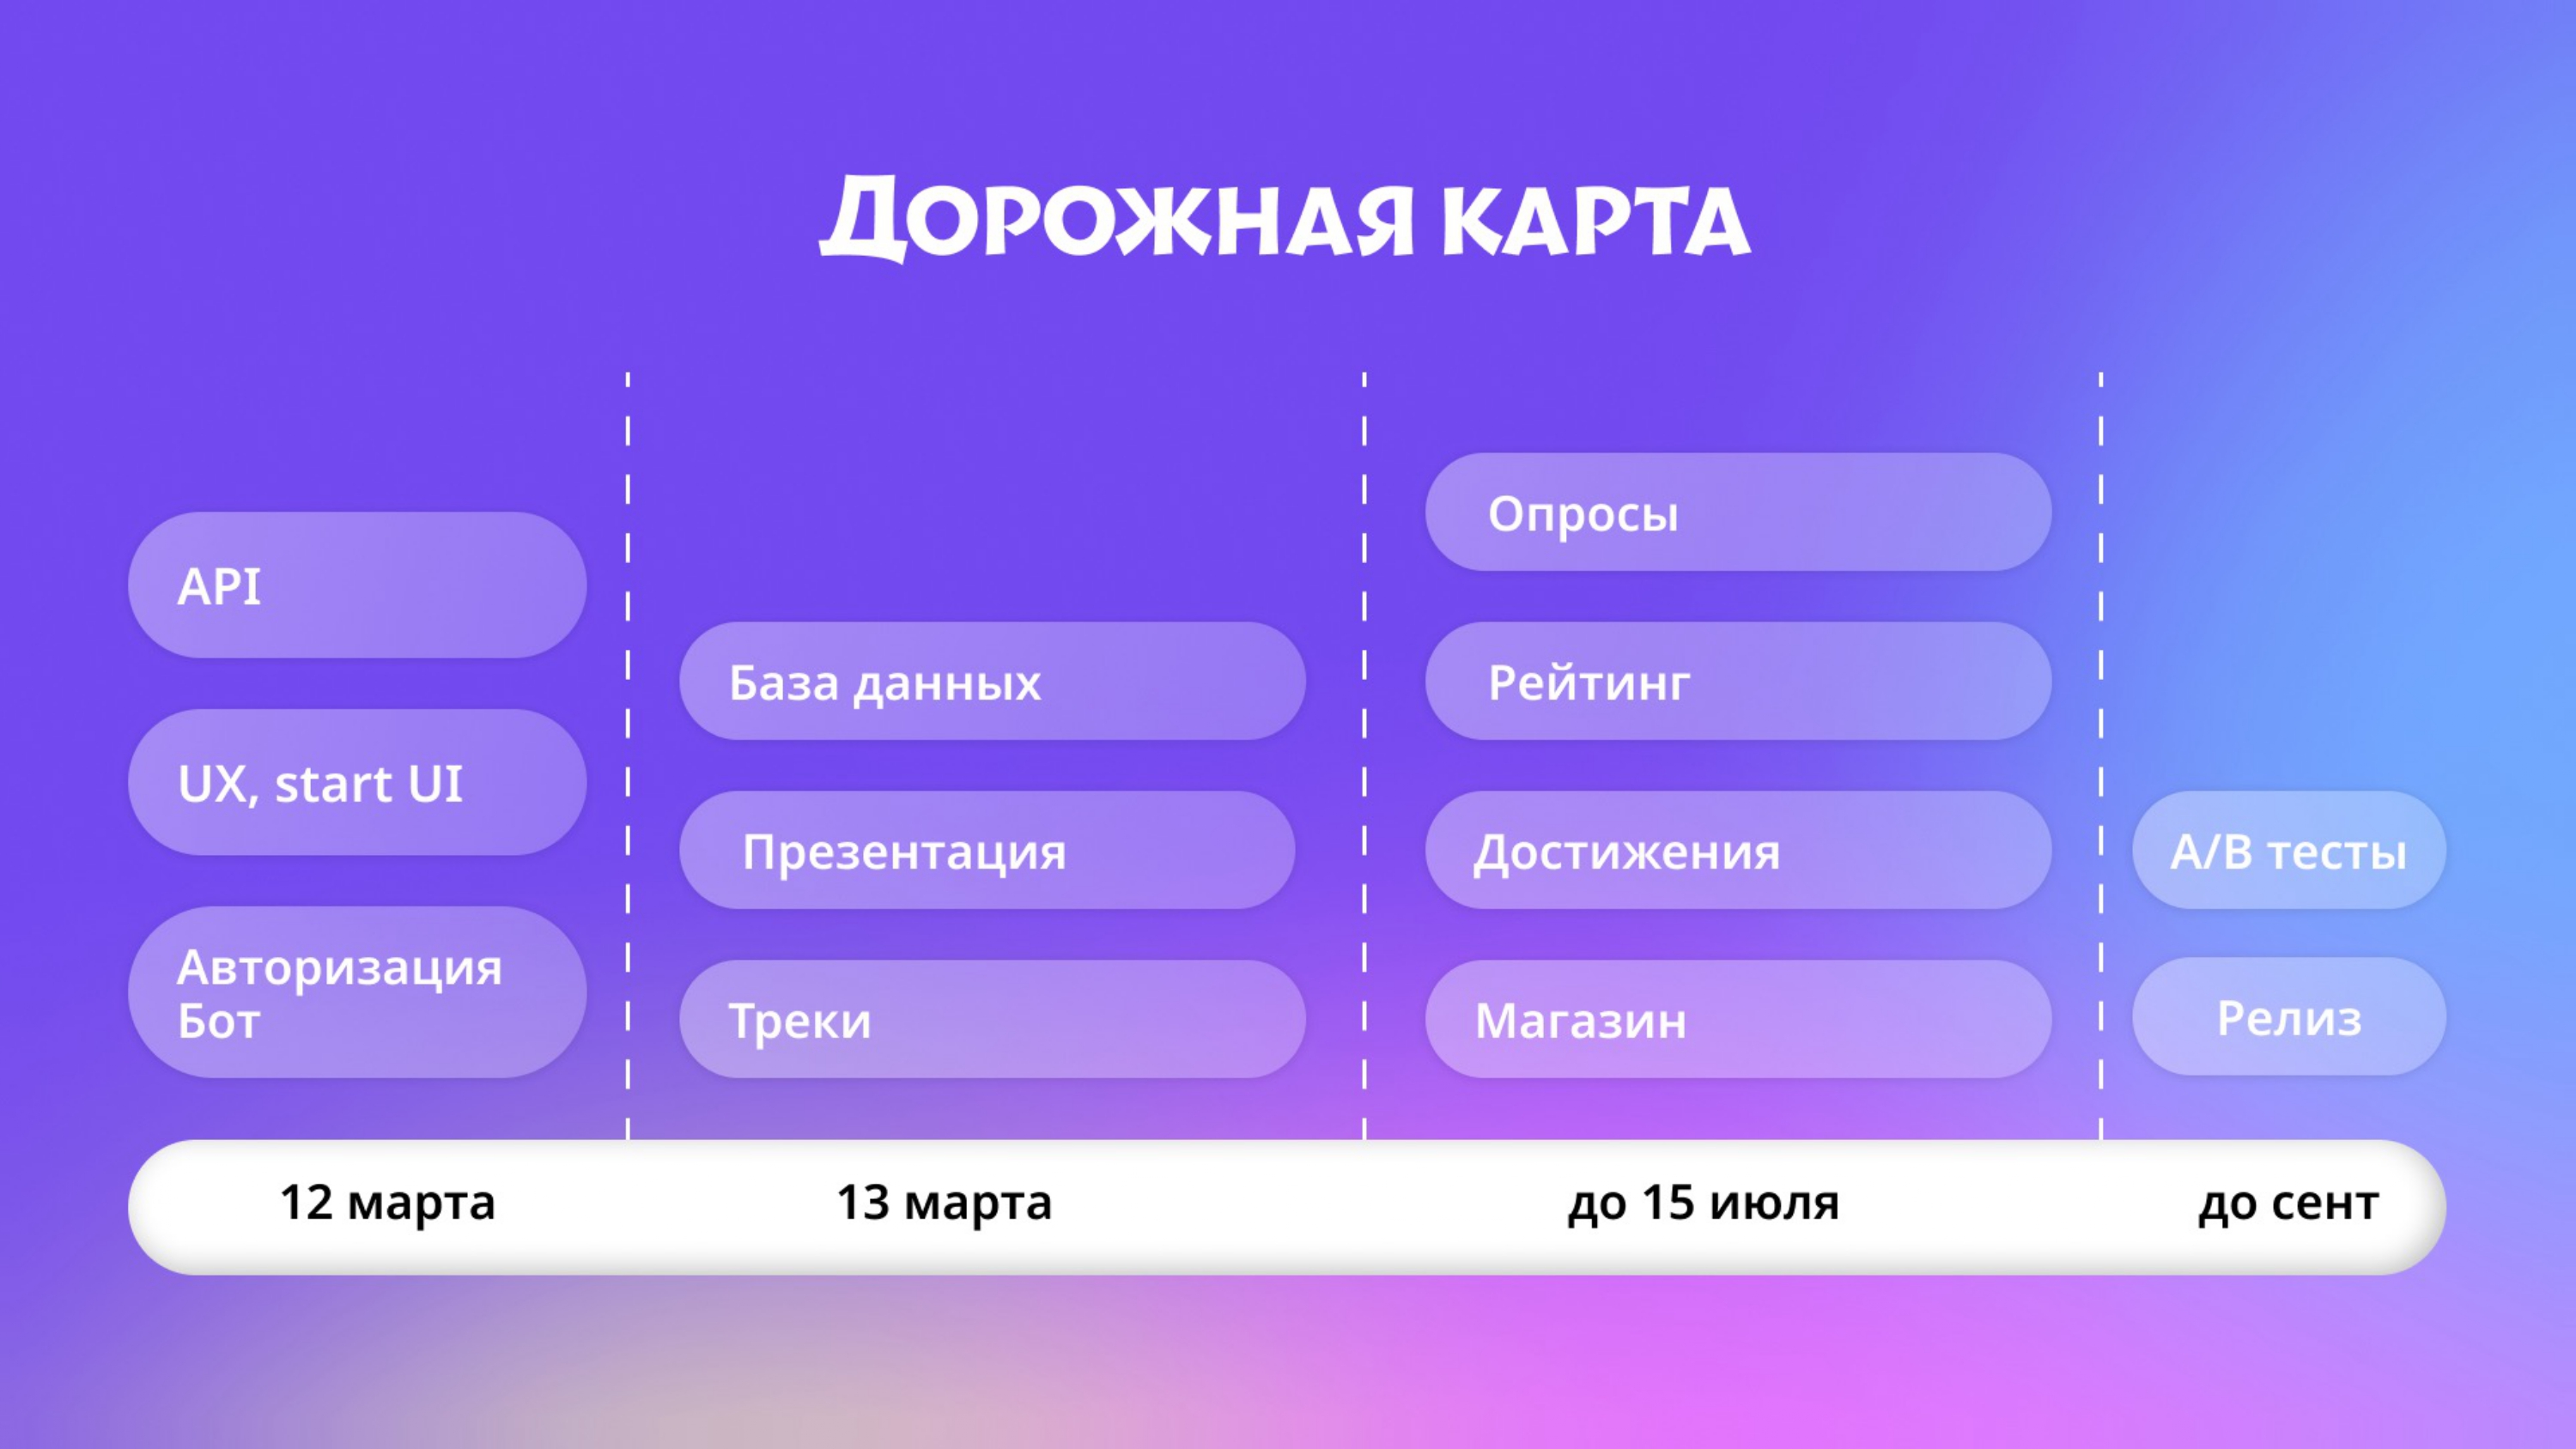 ДОРОЖНАЯ КАРТА
API
UX, start UI
Авторизация
Бот
База данных
Презентация
Треки
Опросы
Рейтинг
Достижения
Магазин
A/B тесты
Релиз
12 марта
13 марта
до 15 июля
до сент